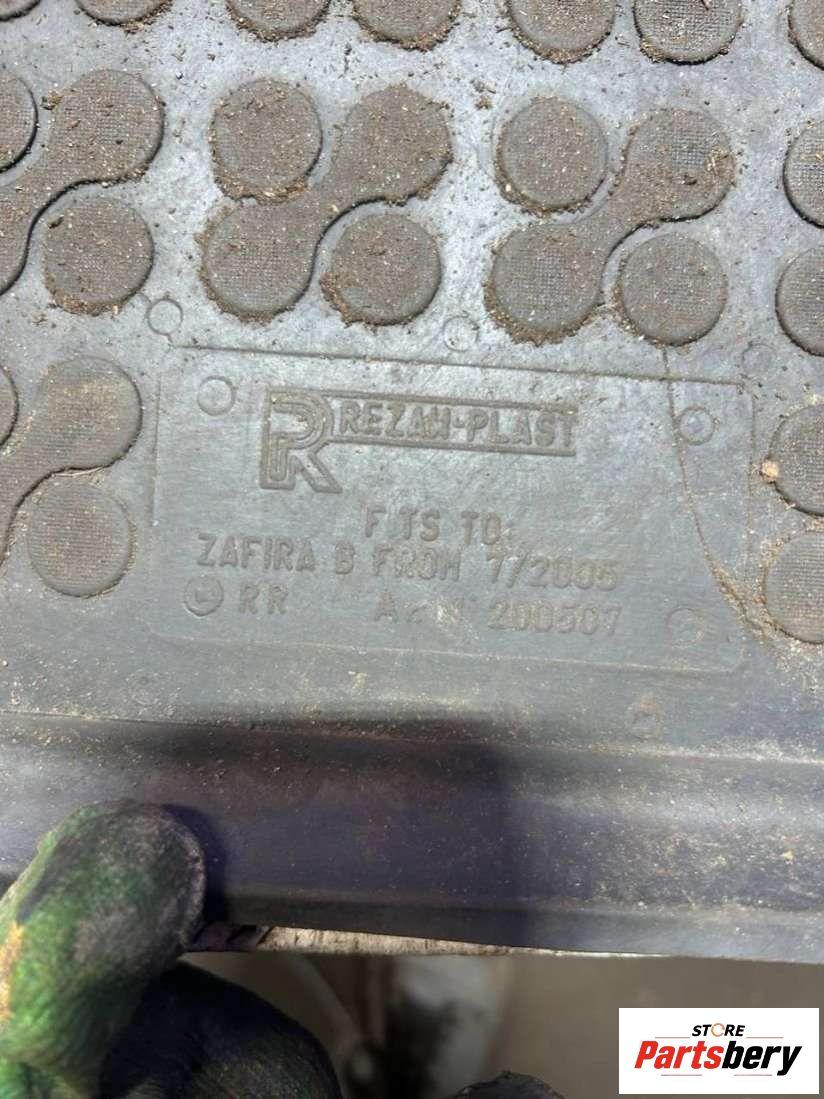 REZAW-PLAST
FITS TO:
ZAFIRA B FROM 7/2005
RR 200507
STORE
Partsbery